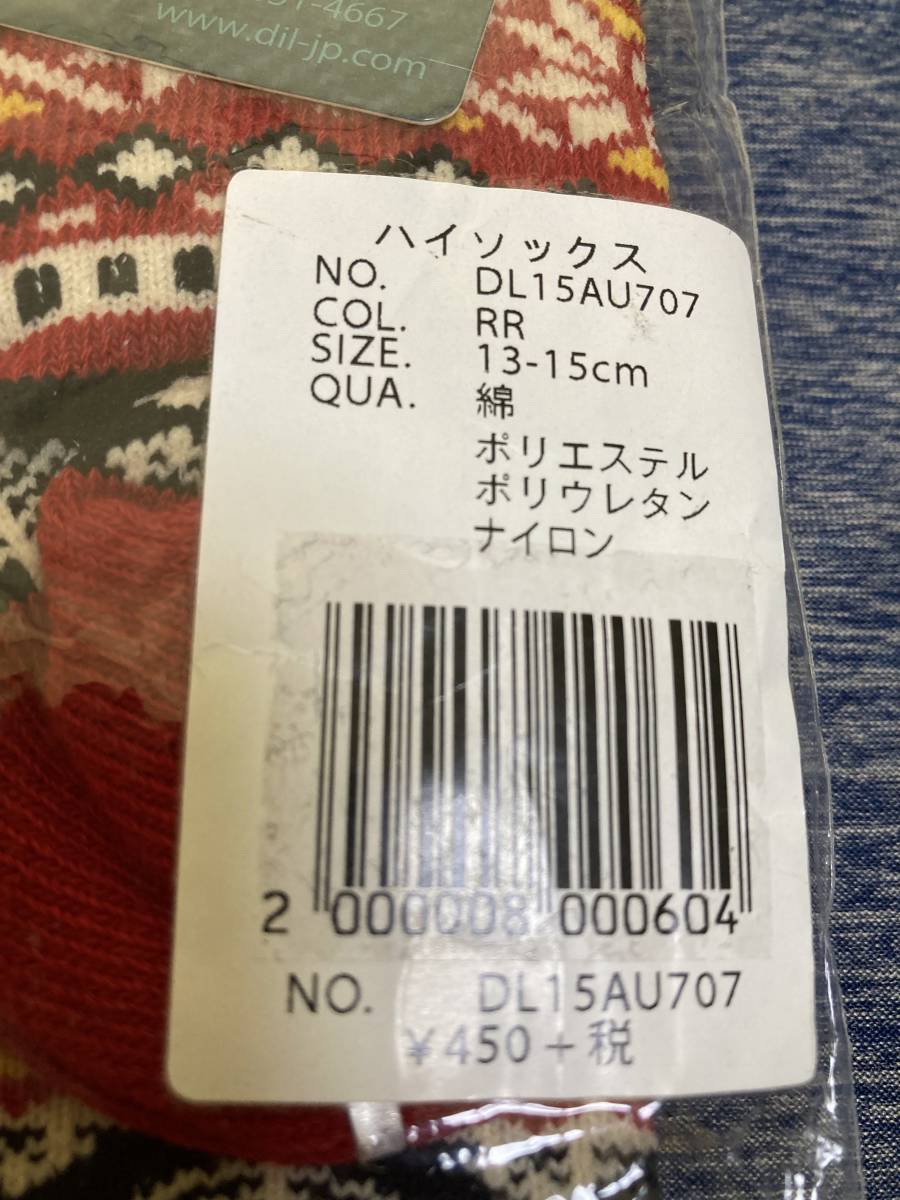 www.dil-jp.com
ハイソックス
NO. DL15AU707
COL. RR
SIZE. 13-15cm
QUA. 綿
ポリエステル
ポリウレタン
ナイロン
2 000008 000604
NO. DL15AU707
¥450+税